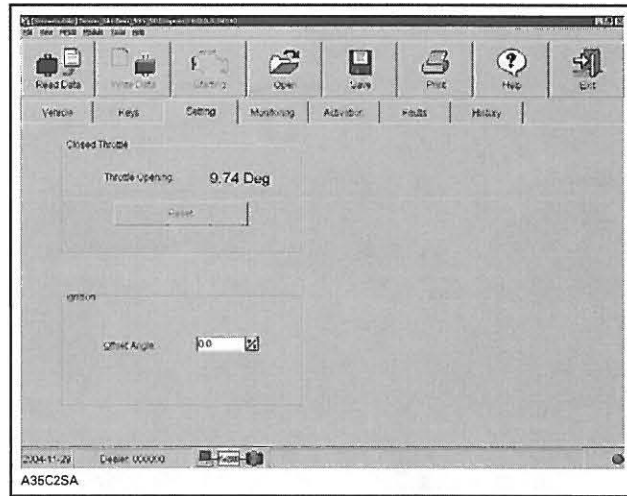 Read Data Write Data Setting Open Save Print Help Exit
Vehicle Keys Setting Monitoring Activation Faults History
Closed Throttle
Throttle Opening 9.74 Deg
Reset
Ignition
Offset Angle 0.0
2004-11-29 Dealer 000000
A35C2SA